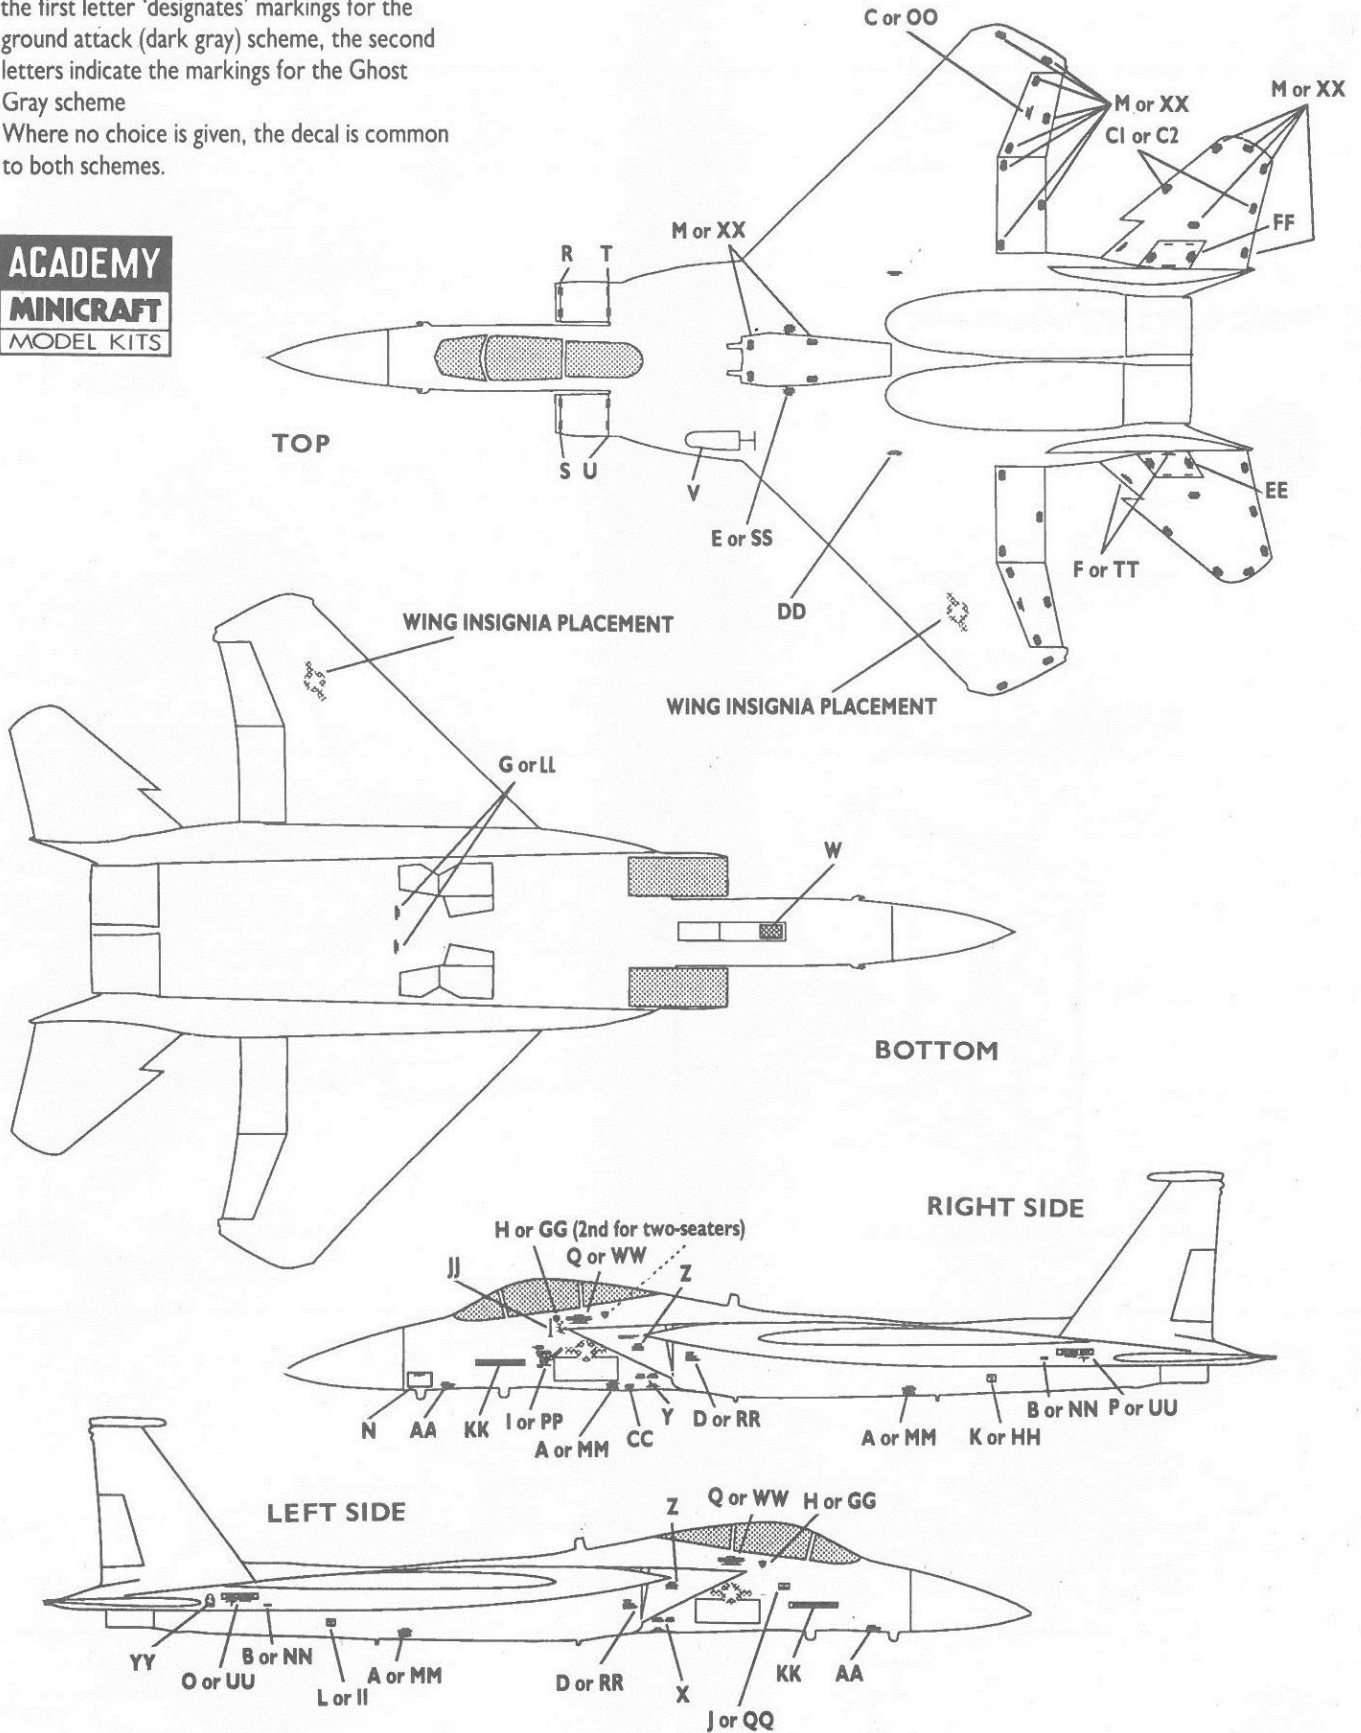 the first letter 'designates' markings for the
ground attack (dark gray) scheme, the second
letters indicate the markings for the Ghost
Gray scheme
Where no choice is given, the decal is common
to both schemes.
ACADEMY
MINICRAFT
MODEL KITS
C or OO
M or XX
M or XX
C1 or C2
FF
M or XX
R T
TOP
S U
V
E or SS
DD
EE
F or TT
WING INSIGNIA PLACEMENT
WING INSIGNIA PLACEMENT
G or LL
W
BOTTOM
RIGHT SIDE
H or GG (2nd for two-seaters)
Q or WW
JJ
Z
N
AA
KK
I or PP
A or MM
CC
Y
D or RR
A or MM
K or HH
B or NN
P or UU
LEFT SIDE
Z
Q or WW
H or GG
YY
O or UU
B or NN
L or II
A or MM
D or RR
X
J or QQ
KK
AA